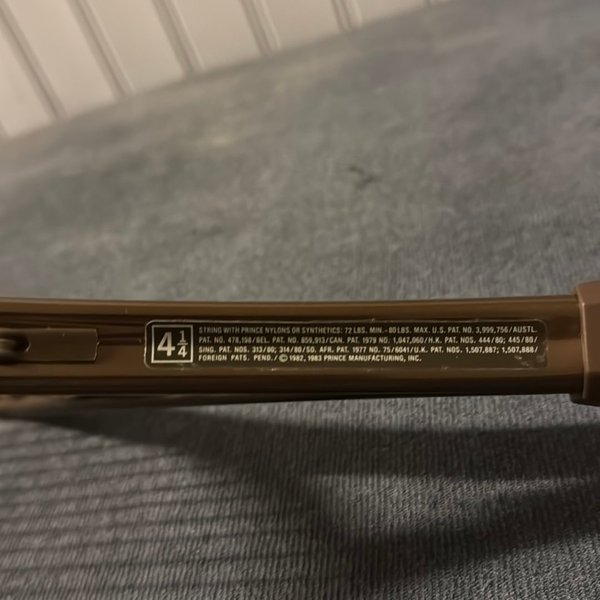 4 1/4
STRING WITH PRINCE NYLONS OR SYNTHETICS: 72 LBS. MIN.–80 LBS. MAX. U.S. PAT. NO. 3,999,756/AUSTL.
PAT. NO. 478,198/BEL. PAT. NO. 859,913/CAN. PAT. 1979 NO. 1,047,060/H.K. PAT. NOS. 444/80; 445/80/
SING. PAT. NOS. 313/80; 314/80/SO. AFR. PAT. 1977 NO. 75/6041/U.K. PAT. NOS. 1,507,887; 1,507,888/
FOREIGN PATS. PEND./ © 1982, 1983 PRINCE MANUFACTURING, INC.